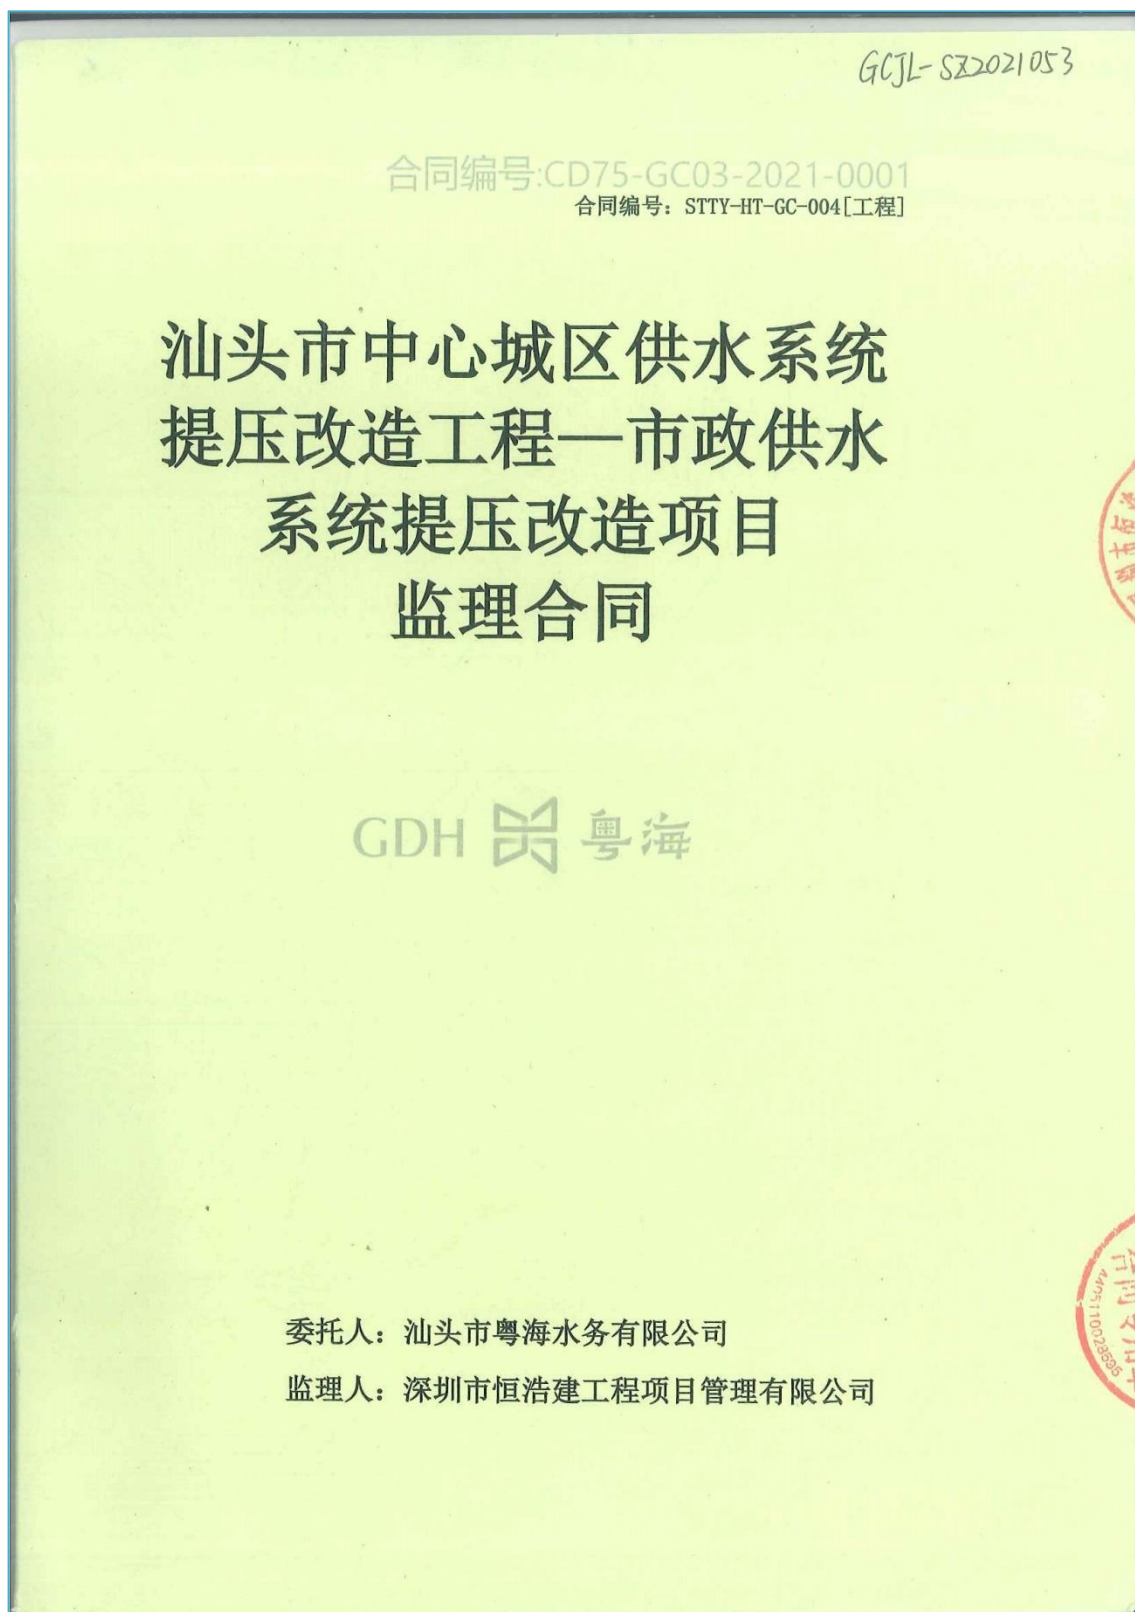 GCJL-SZ2021053
合同编号:CD75-GC03-2021-0001
合同编号：STTY-HT-GC-004[工程]
汕头市中心城区供水系统
提压改造工程—市政供水
系统提压改造项目
监理合同
GDH 粤海
委托人：汕头市粤海水务有限公司
监理人：深圳市恒浩建工程项目管理有限公司